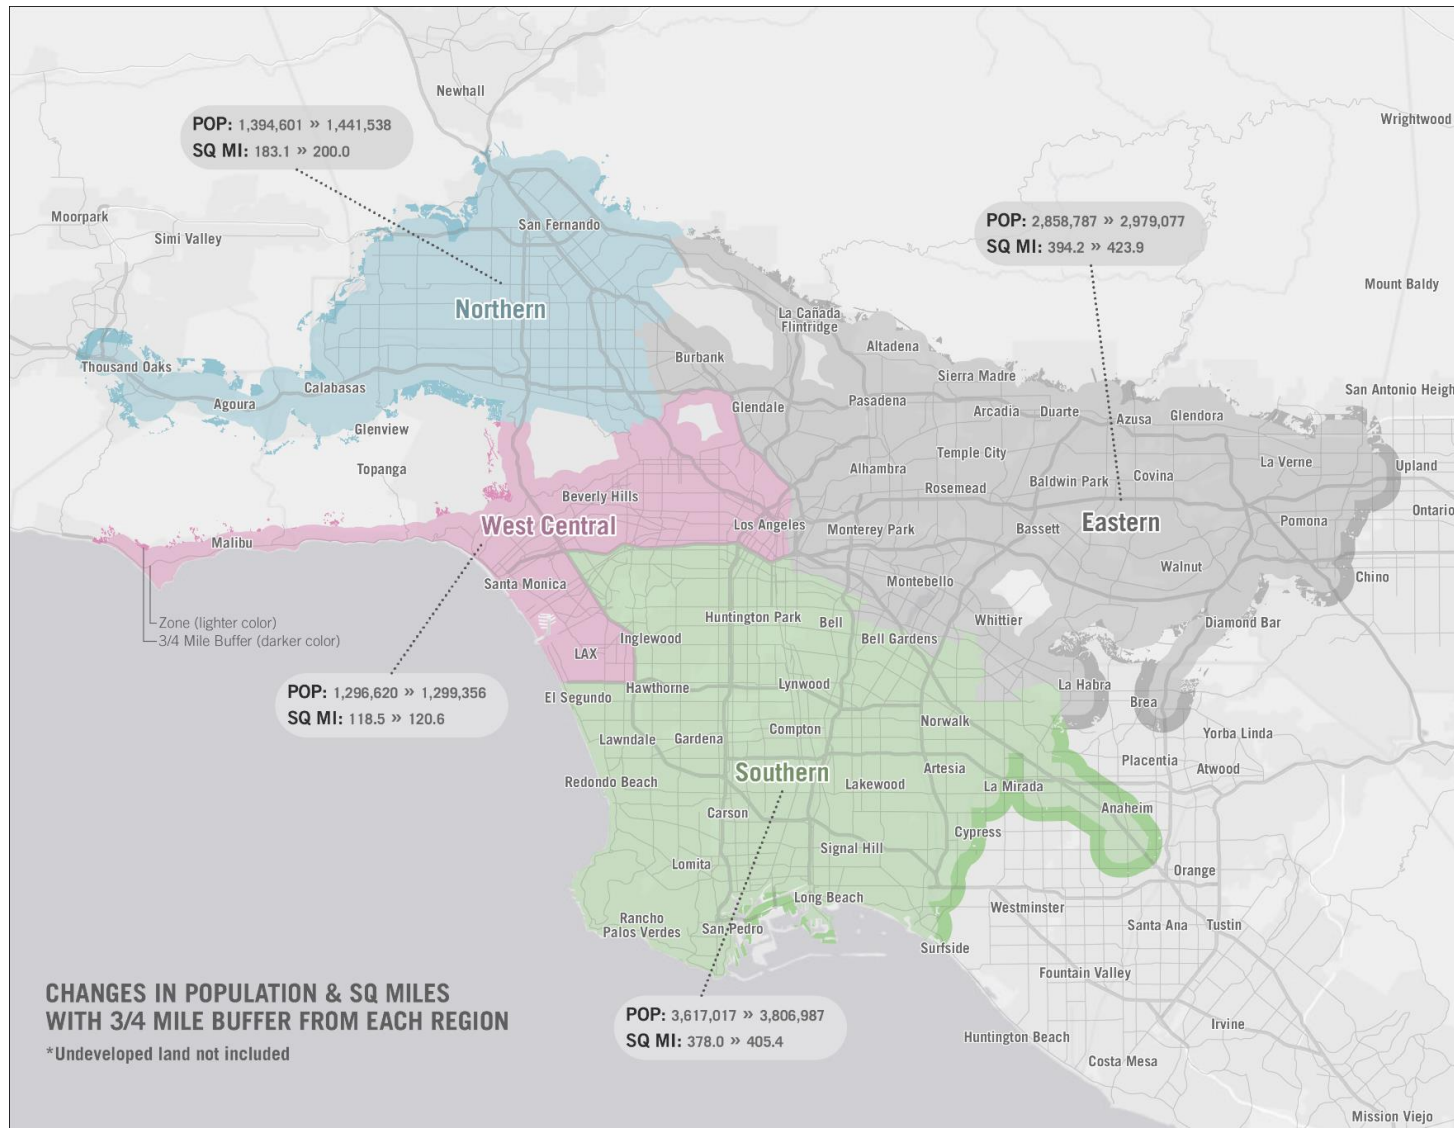 Newhall
Wrightwood
POP: 1,394,601 » 1,441,538
SQ MI: 183.1 » 200.0
Moorpark
Simi Valley
San Fernando
POP: 2,858,787 » 2,979,077
SQ MI: 394.2 » 423.9
Mount Baldy
Northern
La Cañada
Flintridge
Altadena
Burbank
Thousand Oaks
Sierra Madre
Calabasas
San Antonio Heigh
Agoura
Glendale
Pasadena
Arcadia
Duarte
Azusa
Glendora
Glenview
Topanga
Temple City
Alhambra
La Verne
Upland
Baldwin Park
Covina
Rosemead
Beverly Hills
Ontario
West Central
Los Angeles
Monterey Park
Bassett
Eastern
Pomona
Malibu
Santa Monica
Montebello
Walnut
Chino
Zone (lighter color)
3/4 Mile Buffer (darker color)
Huntington Park
Bell
Whittier
Diamond Bar
Inglewood
Bell Gardens
LAX
POP: 1,296,620 » 1,299,356
SQ MI: 118.5 » 120.6
El Segundo
Hawthorne
Lynwood
La Habra
Brea
Norwalk
Compton
Yorba Linda
Lawndale
Gardena
Placentia
Atwood
Southern
Artesia
Redondo Beach
Lakewood
La Mirada
Carson
Anaheim
Cypress
Signal Hill
Lomita
Orange
Long Beach
Westminster
Rancho
Palos Verdes
San Pedro
Santa Ana
Tustin
Surfside
Fountain Valley
CHANGES IN POPULATION & SQ MILES
WITH 3/4 MILE BUFFER FROM EACH REGION
*Undeveloped land not included
POP: 3,617,017 » 3,806,987
SQ MI: 378.0 » 405.4
Irvine
Huntington Beach
Costa Mesa
Mission Viejo